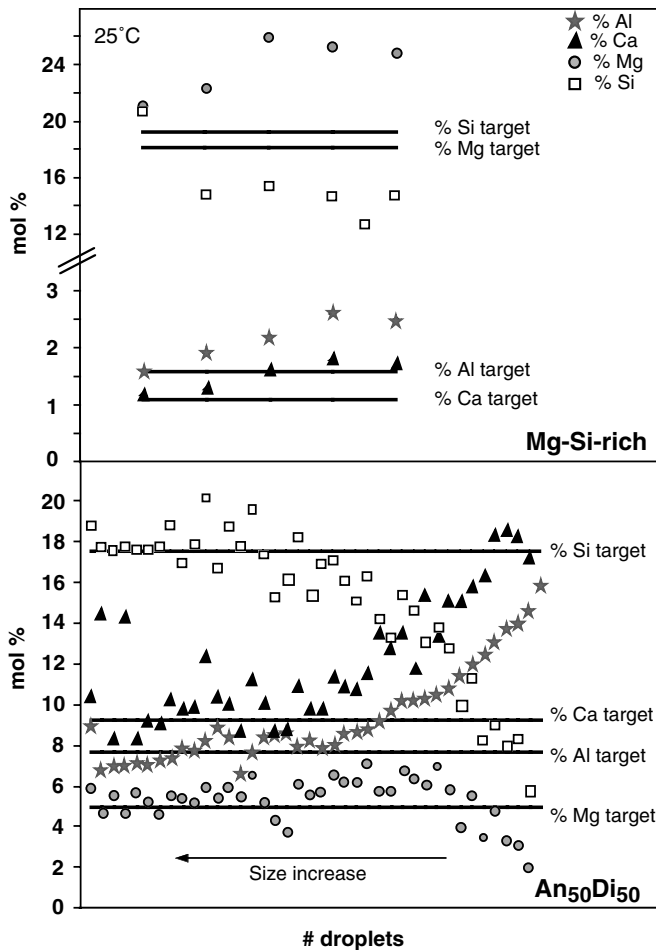 25˚C
% Al
% Ca
% Mg
% Si
24
20
16
12
3
2
1
0
mol %
% Si target
% Mg target
% Al target
% Ca target
Mg-Si-rich
20
18
16
14
12
10
8
6
4
2
0
mol %
% Si target
% Ca target
% Al target
% Mg target
Size increase
An50Di50
# droplets